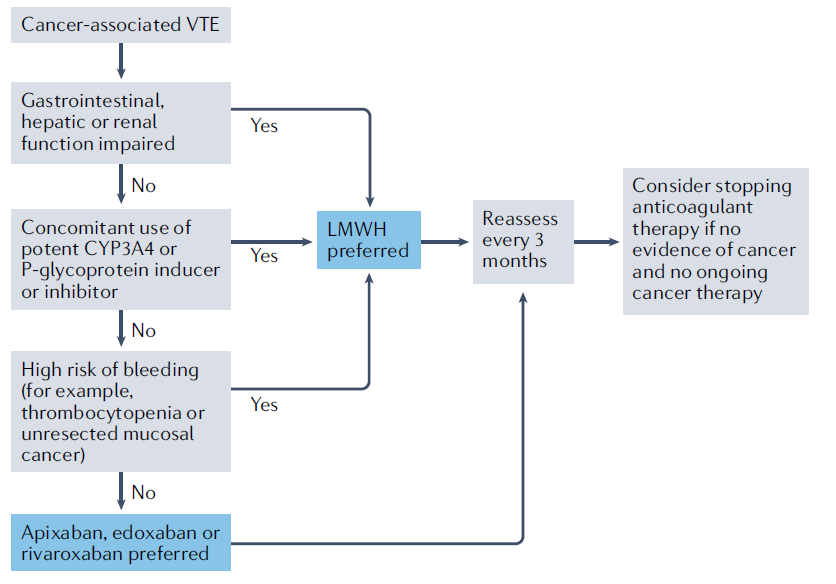 Cancer-associated VTE
Gastrointestinal,
hepatic or renal
function impaired
Yes
No
Concomitant use of
potent CYP3A4 or
P-glycoprotein inducer
or inhibitor
Yes
No
High risk of bleeding
(for example,
thrombocytopenia or
unresected mucosal
cancer)
Yes
No
Apixaban, edoxaban or
rivaroxaban preferred
LMWH
preferred
Reassess
every 3
months
Consider stopping
anticoagulant
therapy if no
evidence of cancer
and no ongoing
cancer therapy